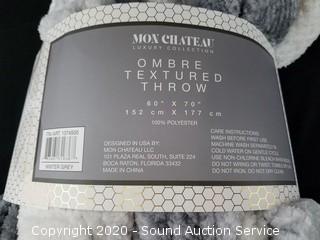 MON CHATEAU
LUXURY COLLECTION
OMBRE
TEXTURED
THROW
60" X 70"
152 cm X 177 cm
100% POLYESTER
WINTER GREY
DESIGNED IN USA BY:
MON CHATEAU LLC
101 PLAZA REAL SOUTH, SUITE 224
BOCA RATON, FLORIDA 33432
MADE IN CHINA
CARE INSTRUCTIONS
WASH BEFORE FIRST USE
MACHINE WASH SEPARATELY IN
COLD WATER ON GENTLE CYCLE
USE NON-CHLORINE BLEACH WHEN
DO NOT WRING OR TWIST. TUMBLE DRY
DO NOT IRON. DO NOT DRY CLEAN
Copyright 2020 - Sound Auction Service